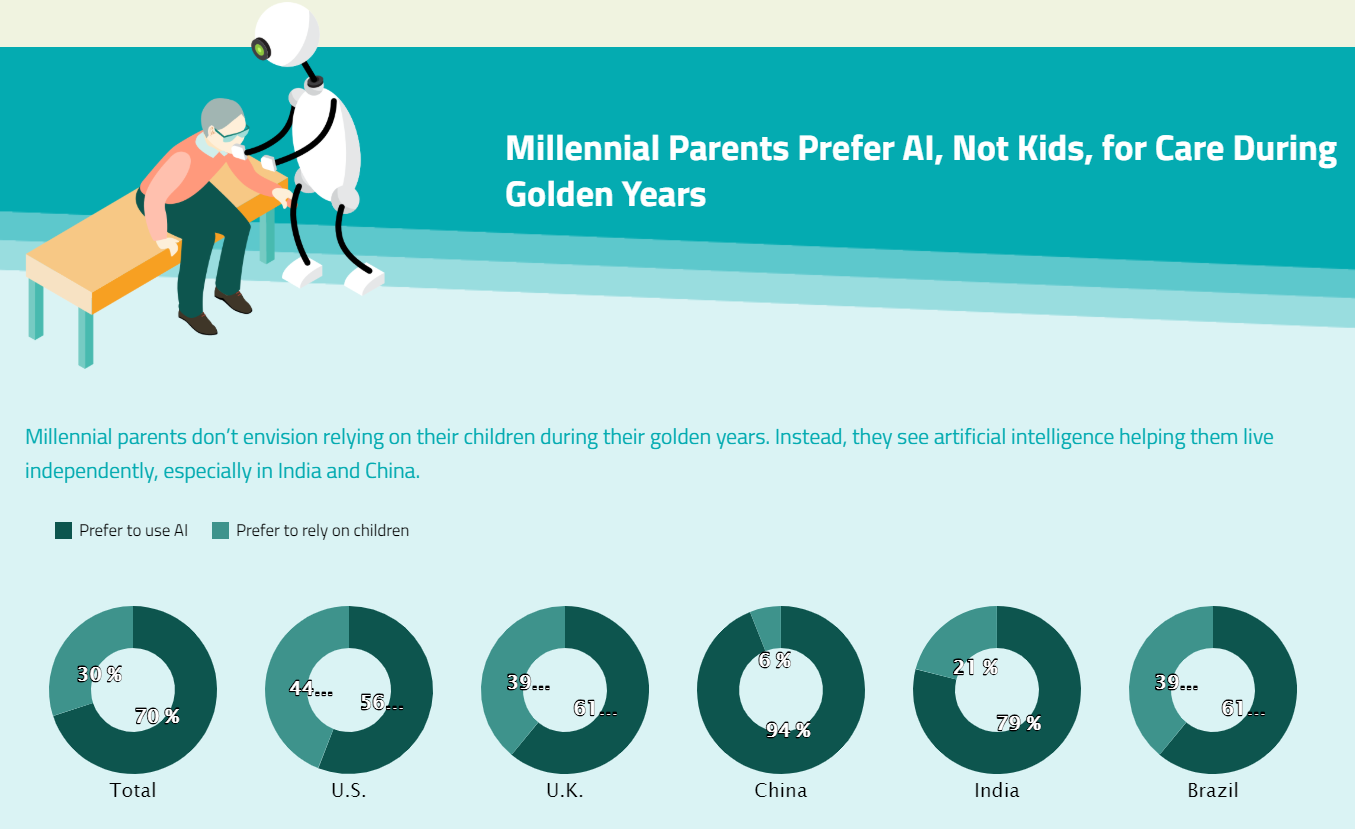 Millennial Parents Prefer AI, Not Kids, for Care During
Golden Years
Millennial parents don’t envision relying on their children during their golden years. Instead, they see artificial intelligence helping them live
independently, especially in India and China.
Prefer to use AI Prefer to rely on children
30 %
70 %
Total
44...
56...
U.S.
39...
61...
U.K.
6 %
94 %
China
21 %
79 %
India
39...
61...
Brazil